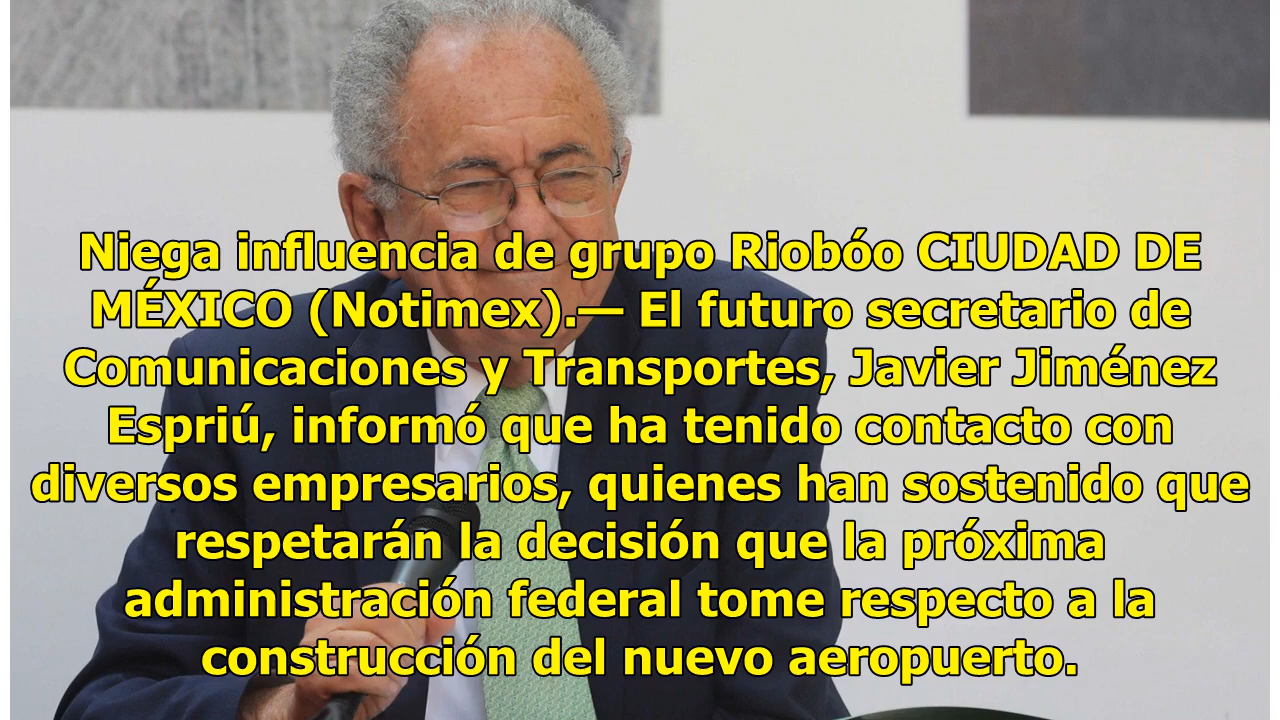 Niega influencia de grupo Riobóo CIUDAD DE
MÉXICO (Notimex).— El futuro secretario de
Comunicaciones y Transportes, Javier Jiménez
Espriú, informó que ha tenido contacto con
diversos empresarios, quienes han sostenido que
respetarán la decisión que la próxima
administración federal tome respecto a la
construcción del nuevo aeropuerto.